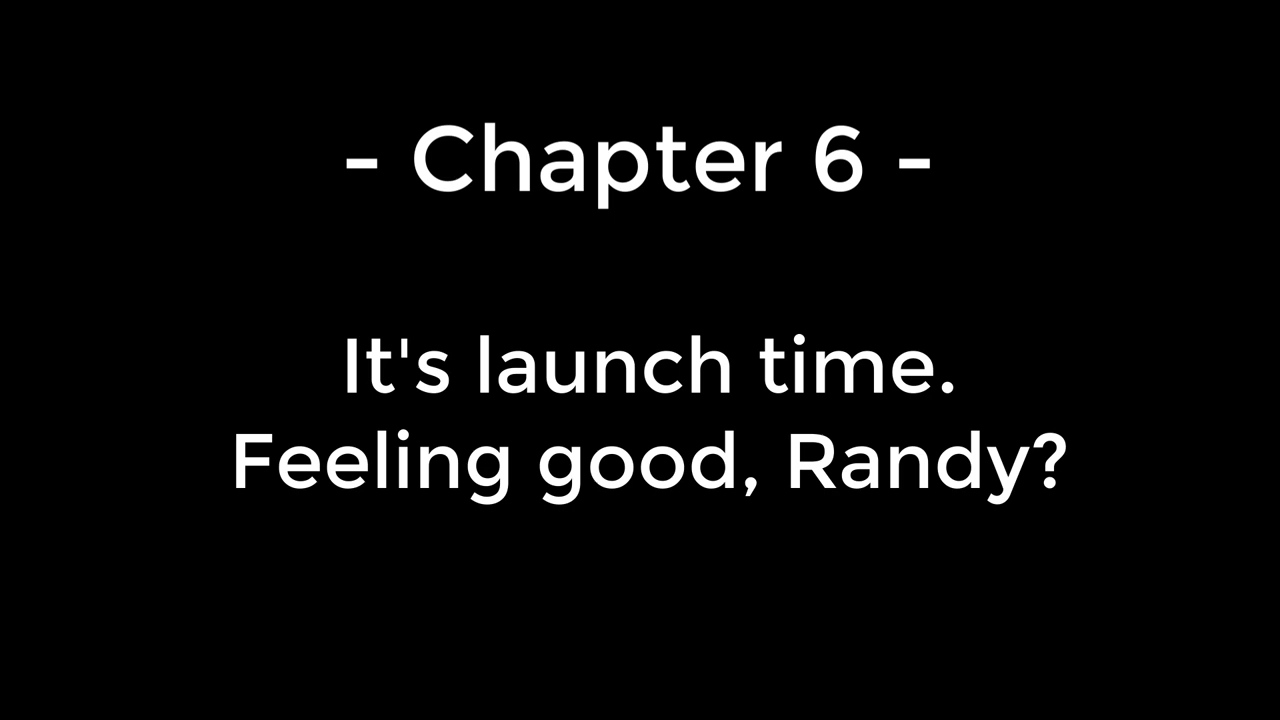 - Chapter 6 -
It's launch time.
Feeling good, Randy?